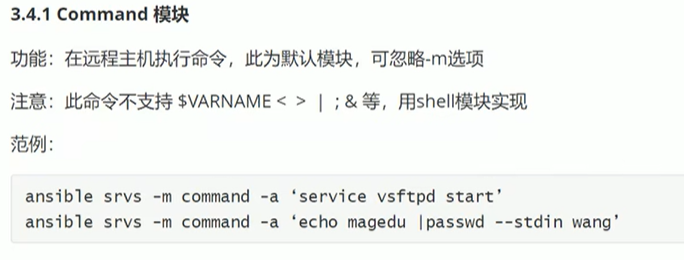 3.4.1 Command 模块
功能：在远程主机执行命令，此为默认模块，可忽略-m选项
注意：此命令不支持 $VARNAME < > | ; & 等，用shell模块实现
范例：
ansible srvs -m command -a ‘service vsftpd start’
ansible srvs -m command -a ‘echo magedu |passwd --stdin wang’